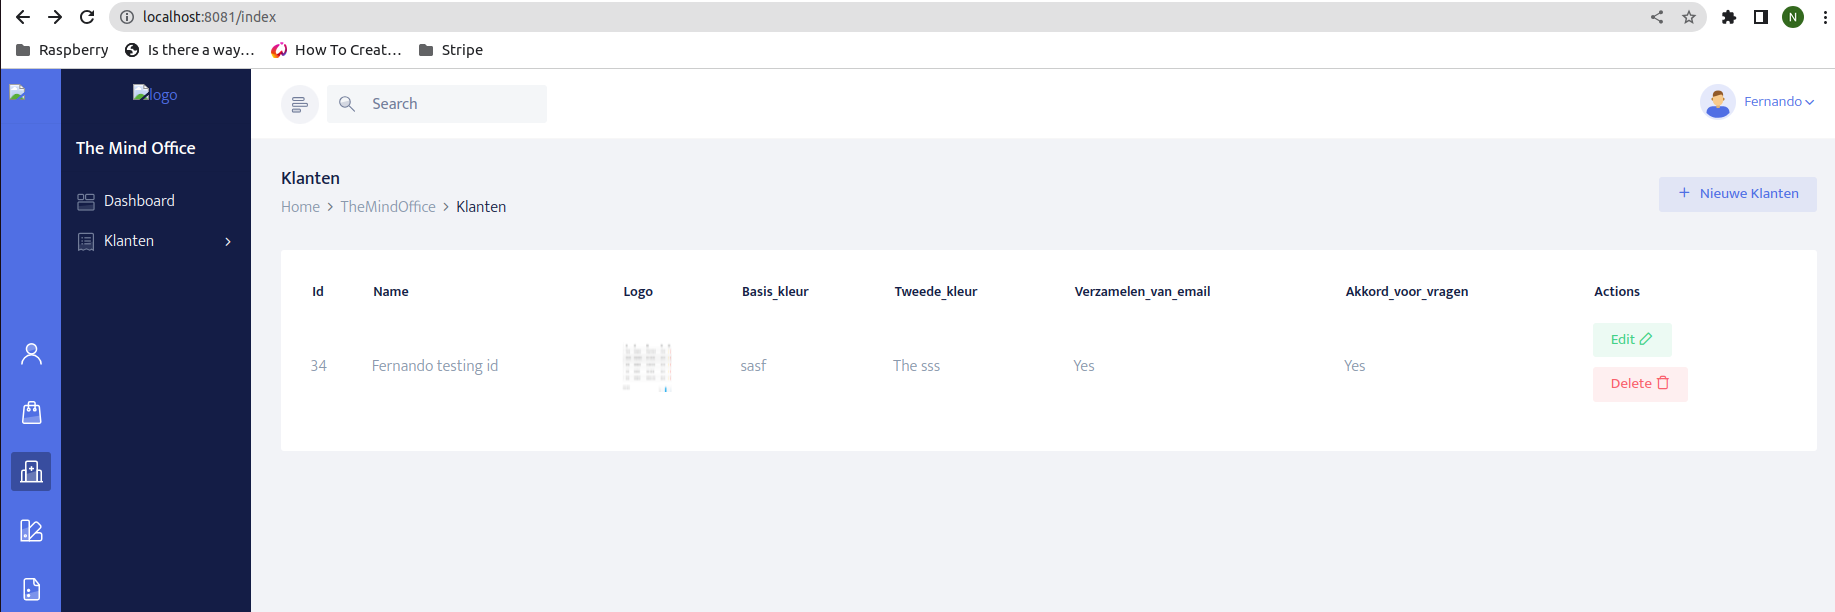 localhost:8081/index
N
Raspberry Is there a way... How To Creat... Stripe
logo
Search
Fernando
The Mind Office
Dashboard
Klanten
Klanten
Home > TheMindOffice > Klanten
+ Nieuwe Klanten
Id Name Logo Basis_kleur Tweede_kleur Verzamelen_van_email Akkord_voor_vragen Actions
34 Fernando testing id sasf The sss Yes Yes
Edit
Delete